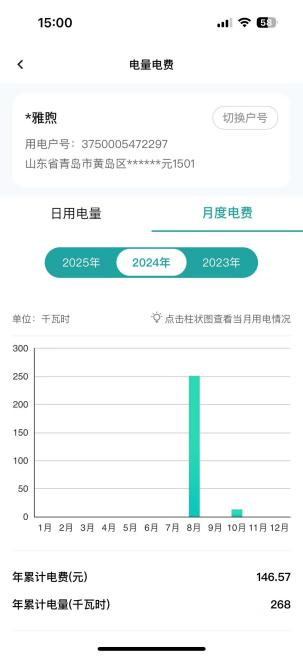 15:00
58
电量电费
*雅煦
切换户号
用电户号：3750005472297
山东省青岛市黄岛区******元1501
日用电量
月度电费
2025年
2024年
2023年
单位：千瓦时
点击柱状图查看当月用电情况
300
250
200
150
100
50
0
1月 2月 3月 4月 5月 6月 7月 8月 9月 10月 11月 12月
年累计电费(元) 146.57
年累计电量(千瓦时) 268